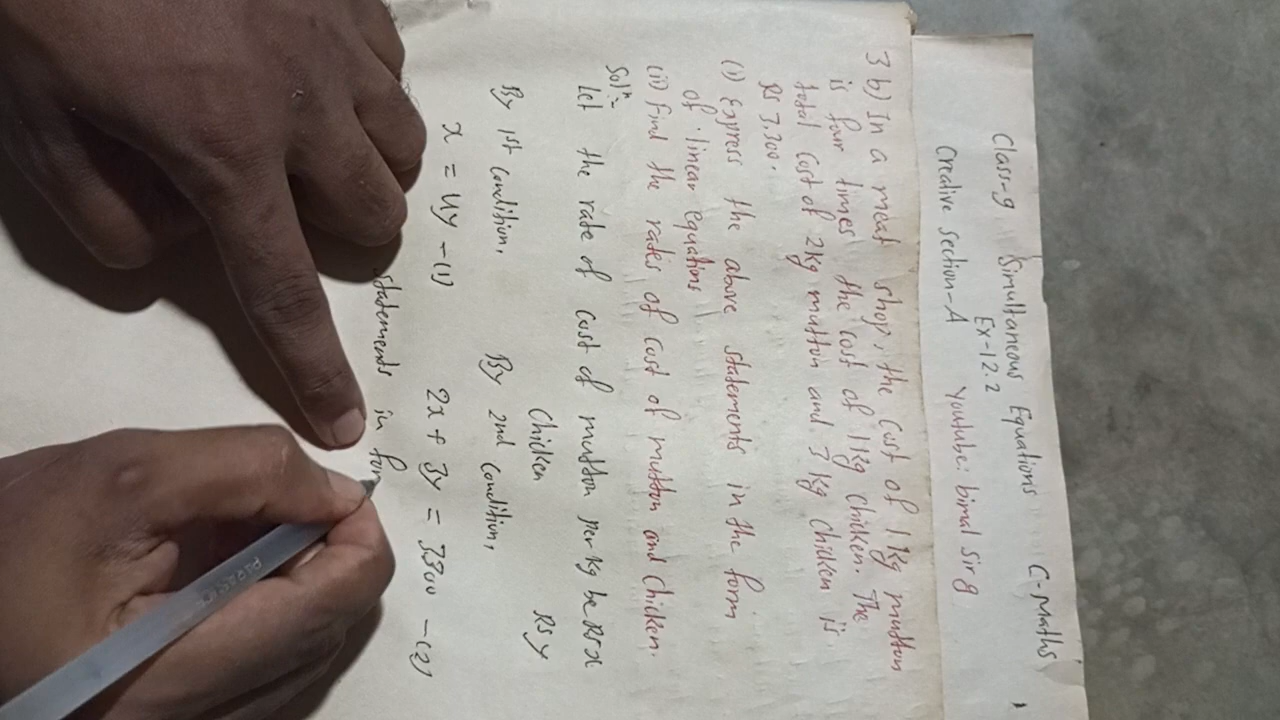 Class-9 Simultaneous Equations C-Maths
Ex-12.2
Creative section-A Youtube: bimal sir g
3 b) In a meat shop, the cost of 1 kg mutton
is four times the cost of 1 kg chicken. The
total cost of 2kg mutton and 3 kg chicken is
RS 3,300.
(i) Express the above statements in the form
of linear equations
(ii) Find the rates of cost of mutton and chicken.
Solⁿ:-
Let the rate of cost of mutton per kg be RS x
Chicken RS y
By 1st condition, By 2nd condition,
x = 4y -(1) 2x + 3y = 3300 -(2)
statements in for